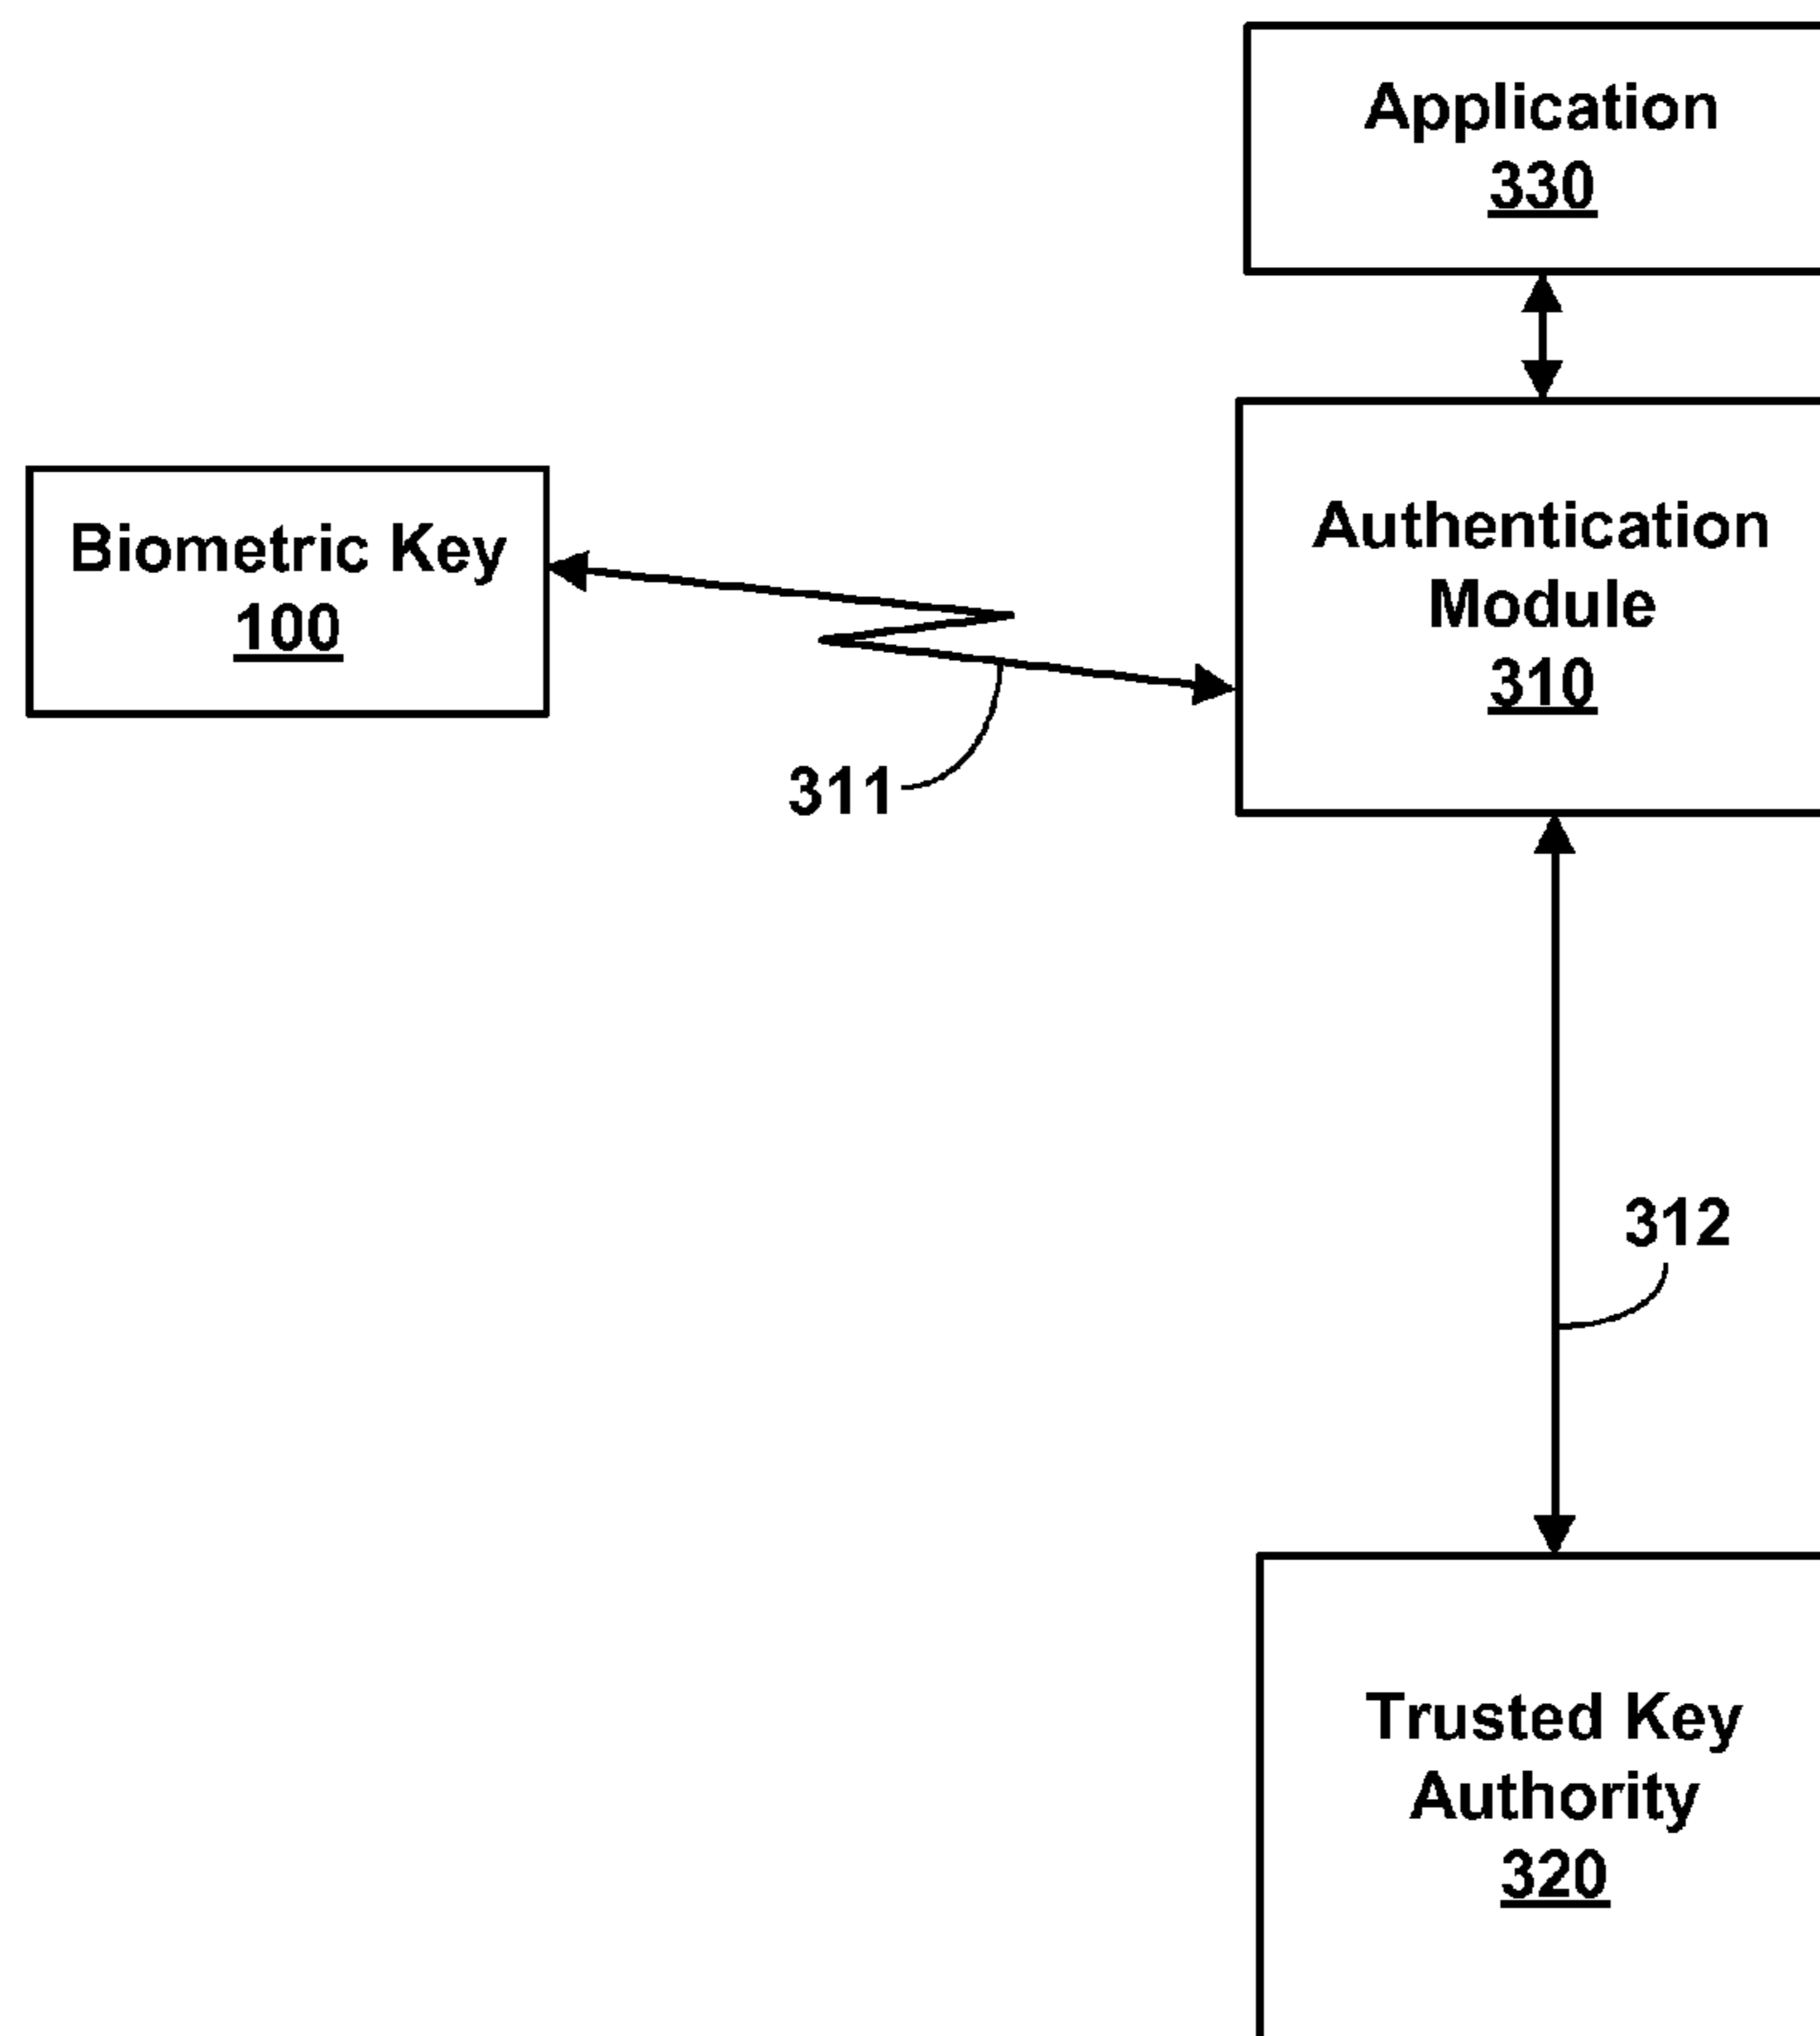 Application
330
Biometric Key
100
Authentication
Module
310
311
312
Trusted Key
Authority
320